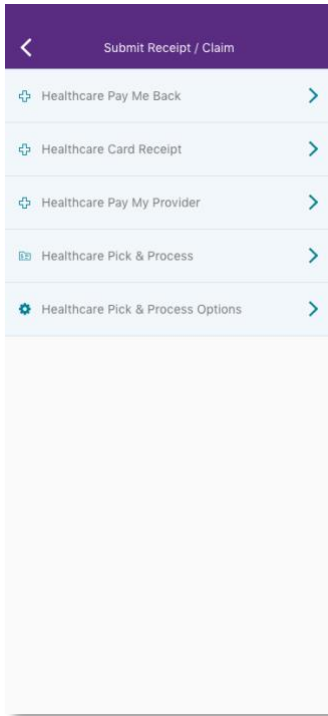 Submit Receipt / Claim
Healthcare Pay Me Back
Healthcare Card Receipt
Healthcare Pay My Provider
Healthcare Pick & Process
Healthcare Pick & Process Options